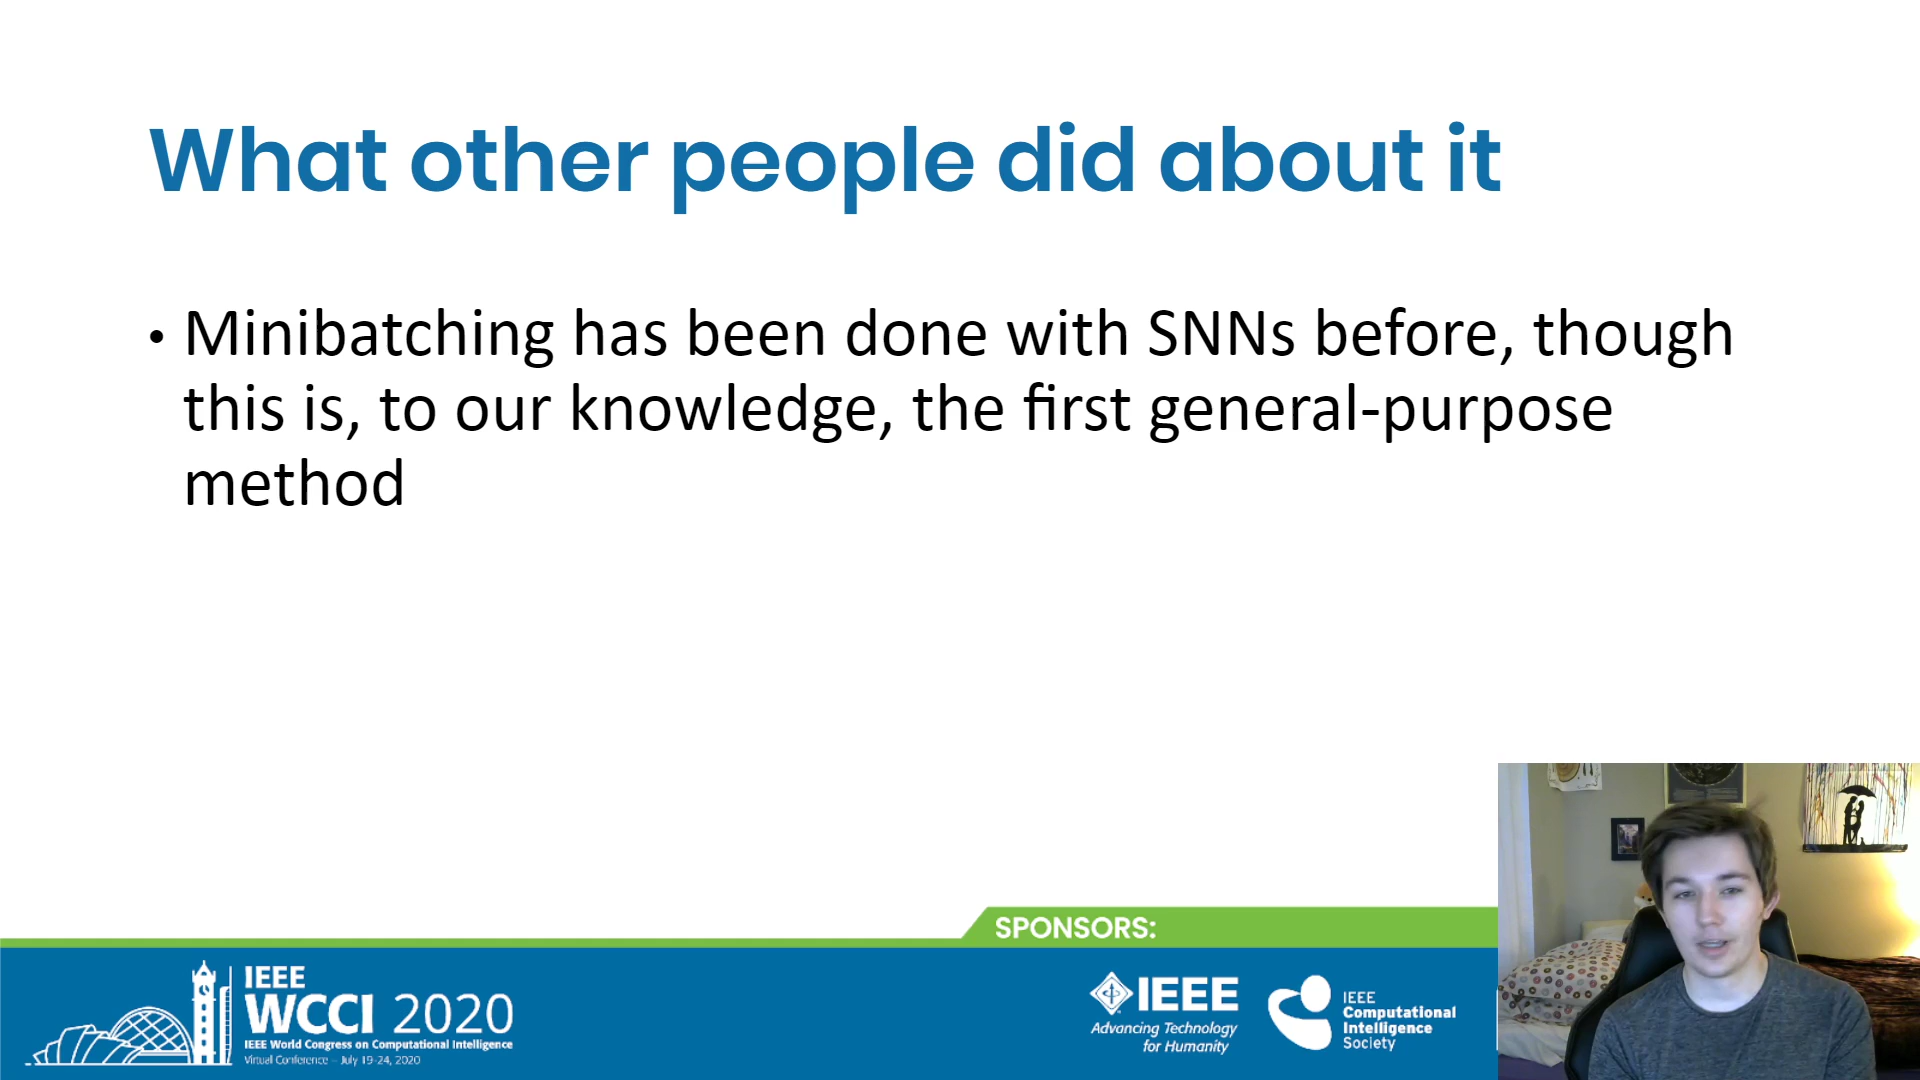 What other people did about it
• Minibatching has been done with SNNs before, though
this is, to our knowledge, the first general-purpose
method
SPONSORS:
IEEE
WCCI 2020
IEEE World Congress on Computational Intelligence
Virtual Conference – July 19-24, 2020
IEEE
Advancing Technology
for Humanity
IEEE
Computational
Intelligence
Society